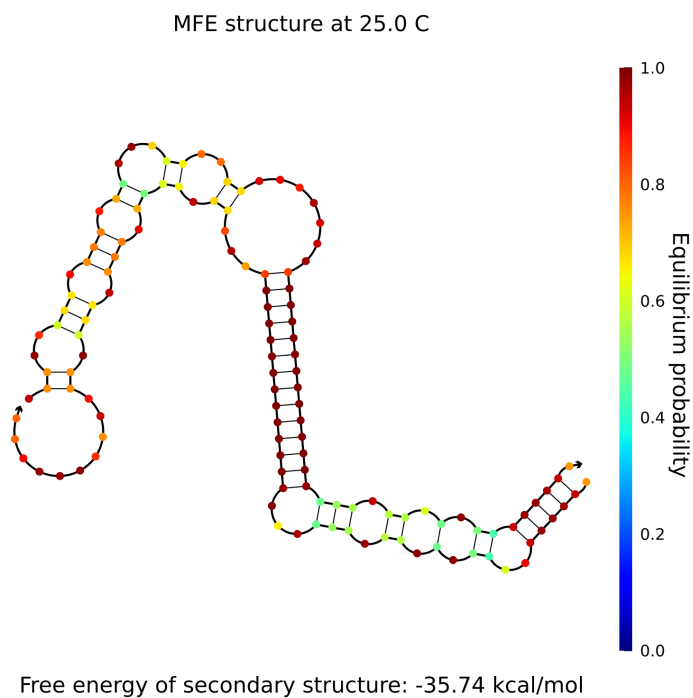 MFE structure at 25.0 C
1.0
0.8
0.6
0.4
0.2
0.0
Equilibrium probability
Free energy of secondary structure: -35.74 kcal/mol